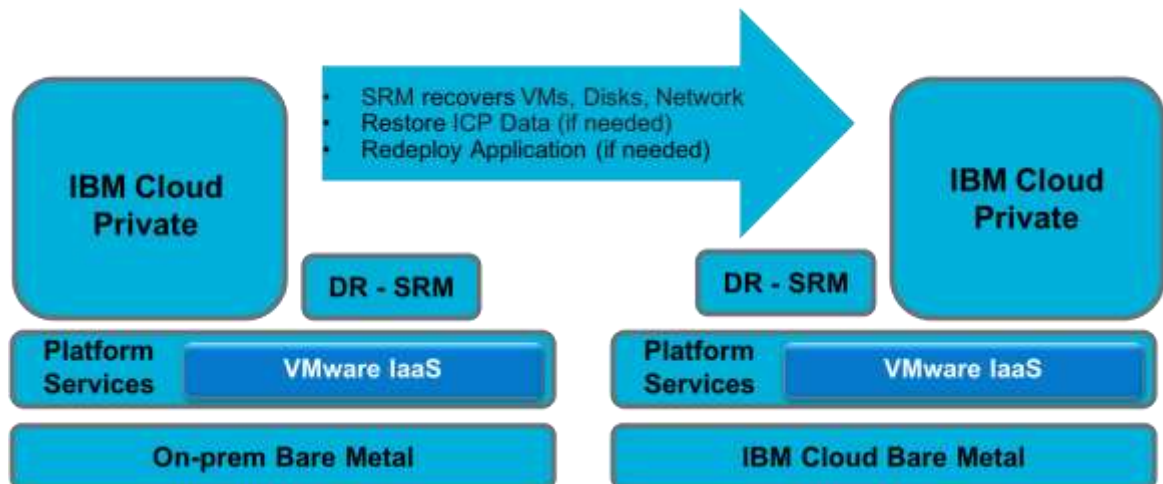 • SRM recovers VMs, Disks, Network
• Restore ICP Data (if needed)
• Redeploy Application (if needed)
IBM Cloud
Private
IBM Cloud
Private
DR - SRM
DR - SRM
Platform
Services
VMware IaaS
Platform
Services
VMware IaaS
On-prem Bare Metal
IBM Cloud Bare Metal